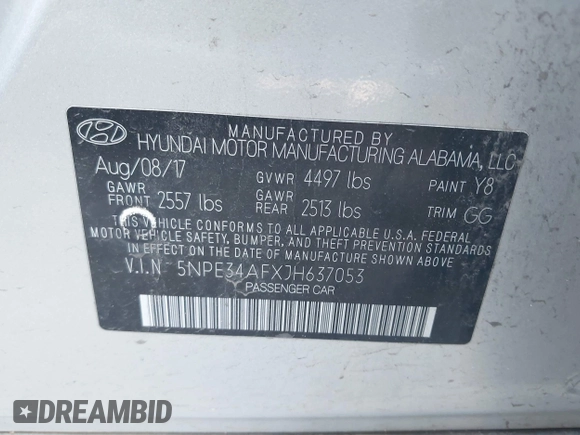 MANUFACTURED BY
HYUNDAI MOTOR MANUFACTURING ALABAMA, LLC
Aug/08/17 GVWR 4497 lbs PAINT Y8
GAWR FRONT 2557 lbs GAWR REAR 2513 lbs TRIM GG
THIS VEHICLE CONFORMS TO ALL APPLICABLE U.S.A. FEDERAL
MOTOR VEHICLE SAFETY, BUMPER, AND THEFT PREVENTION STANDARDS
IN EFFECT ON THE DATE OF MANUFACTURE SHOWN ABOVE.
V.I.N 5NPE34AFXJH637053
PASSENGER CAR
DREAMBID